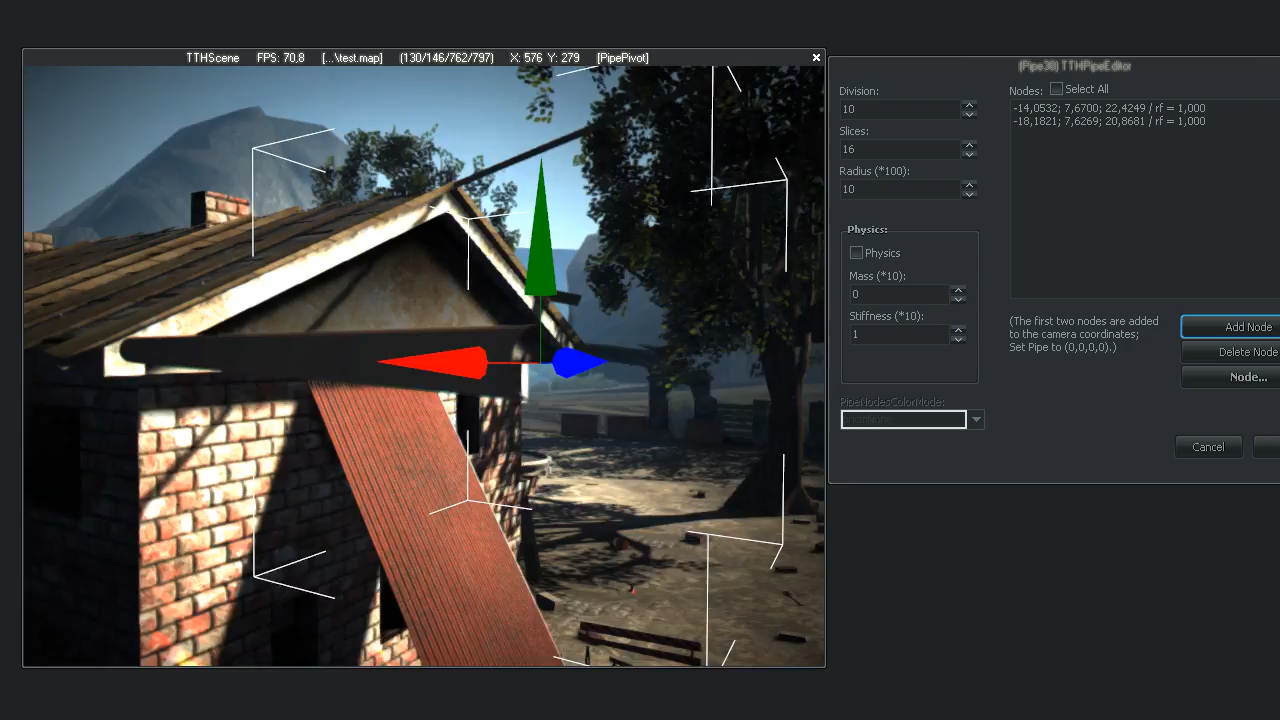 TTHScene FPS: 70,8 [...\test.map] (130/146/762/797) X: 576 Y: 279 [PipePivot]
(Pipe38) TTHPipeEditor
Division:
10
Slices:
16
Radius (*100):
10
Physics:
Physics
Mass (*10):
0
Stiffness (*10):
1
PipeNodesColorMode:
Nodes: Select All
-14,0532; 7,6700; 22,4249 / rf = 1,000
-18,1821; 7,6269; 20,8681 / rf = 1,000
(The first two nodes are added
to the camera coordinates;
Set Pipe to (0,0,0,0).)
Add Node
Delete Node
Node...
Cancel